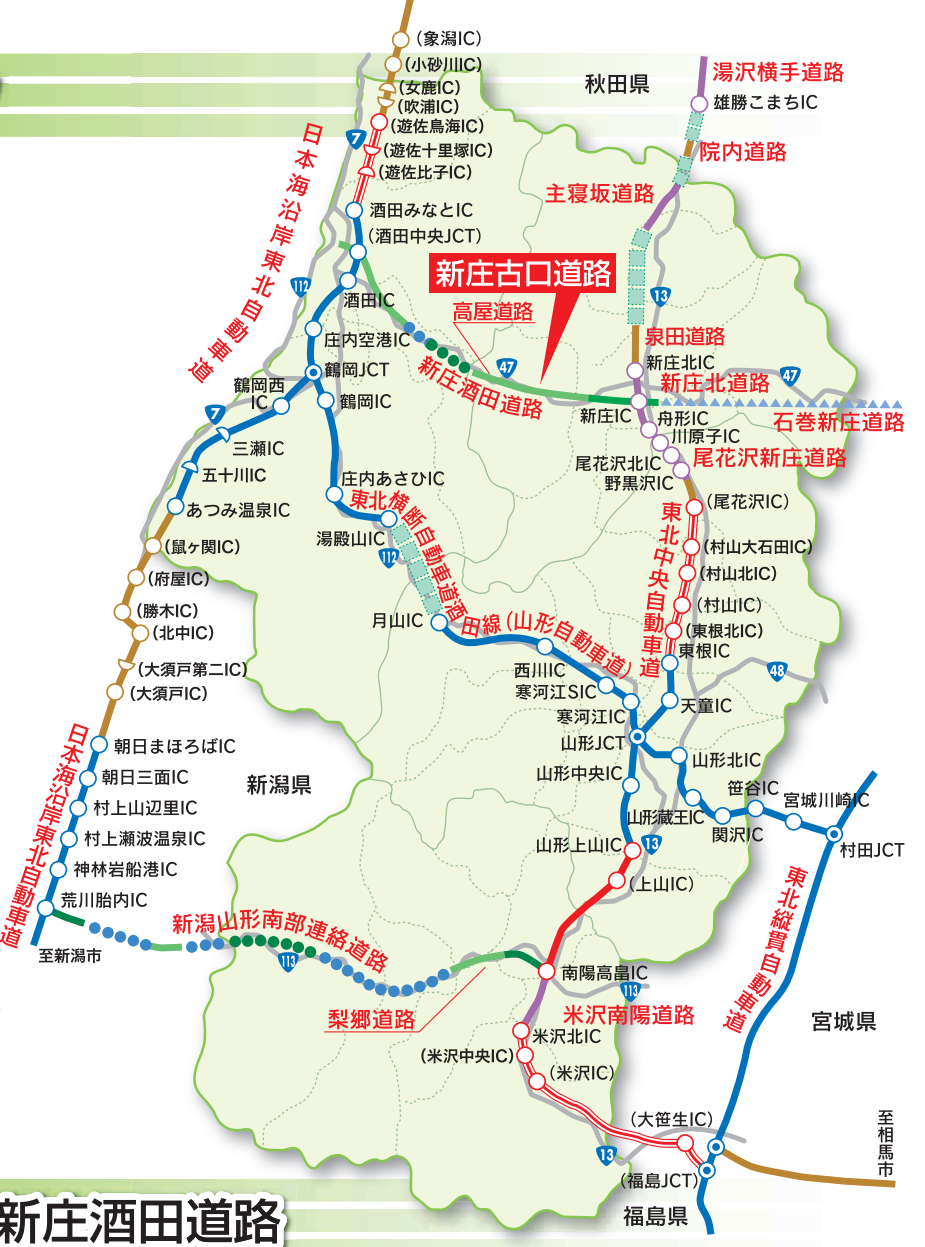 (象潟IC)
(小砂川IC)
(女鹿IC)
(吹浦IC)
(遊佐鳥海IC)
(遊佐十里塚IC)
(遊佐比子IC)
7
日本海沿岸東北自動車道
秋田県
湯沢横手道路
雄勝こまちIC
院内道路
主寝坂道路
酒田みなとIC
(酒田中央JCT)
新庄古口道路
112
酒田IC
高屋道路
13
庄内空港IC
泉田道路
鶴岡JCT
新庄酒田道路
47
新庄北IC
新庄北道路
47
鶴岡西
IC
鶴岡IC
新庄IC
舟形IC
石巻新庄道路
7
三瀬IC
川原子IC
尾花沢北IC
尾花沢新庄道路
五十川IC
庄内あさひIC
野黒沢IC
あつみ温泉IC
(尾花沢IC)
東北横断自動車道酒田線(山形自動車道)
湯殿山IC
112
東北中央自動車道
(鼠ヶ関IC)
(村山大石田IC)
(府屋IC)
(村山北IC)
(勝木IC)
月山IC
(村山IC)
(北中IC)
(東根北IC)
東根IC
(大須戸第二IC)
西川IC
48
(大須戸IC)
寒河江SIC
寒河江IC
天童IC
日本海沿岸東北自動車道
朝日まほろばIC
山形JCT
山形北IC
朝日三面IC
新潟県
山形中央IC
笹谷IC
宮城川崎IC
村上山辺里IC
山形蔵王IC
関沢IC
村上瀬波温泉IC
山形上山IC
13
村田JCT
神林岩船港IC
(上山IC)
荒川胎内IC
東北縦貫自動車道
新潟山形南部連絡道路
至新潟市
113
南陽高畠IC
113
梨郷道路
米沢南陽道路
宮城県
米沢北IC
(米沢中央IC)
(米沢IC)
(大笹生IC)
至相馬市
13
(福島JCT)
福島県
新庄酒田道路